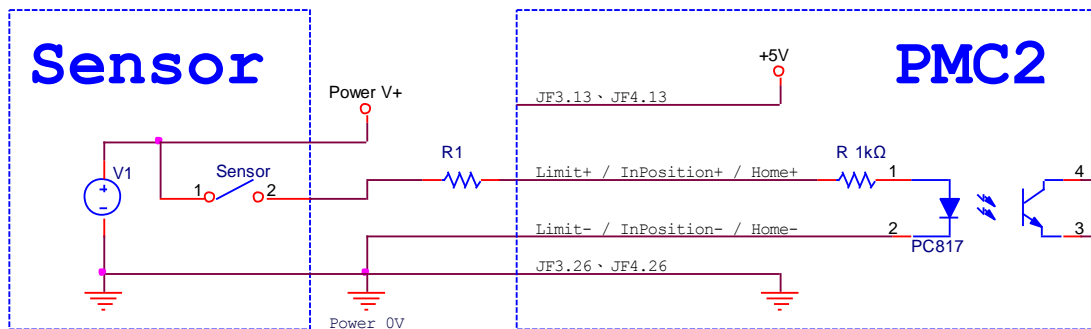 Sensor
PMC2
+5V
Power V+
JF3.13、JF4.13
V1
+
-
Sensor
1
2
R1
Limit+ / InPosition+ / Home+
R 1kΩ
1
4
Limit- / InPosition- / Home-
2
PC817
3
JF3.26、JF4.26
Power 0V